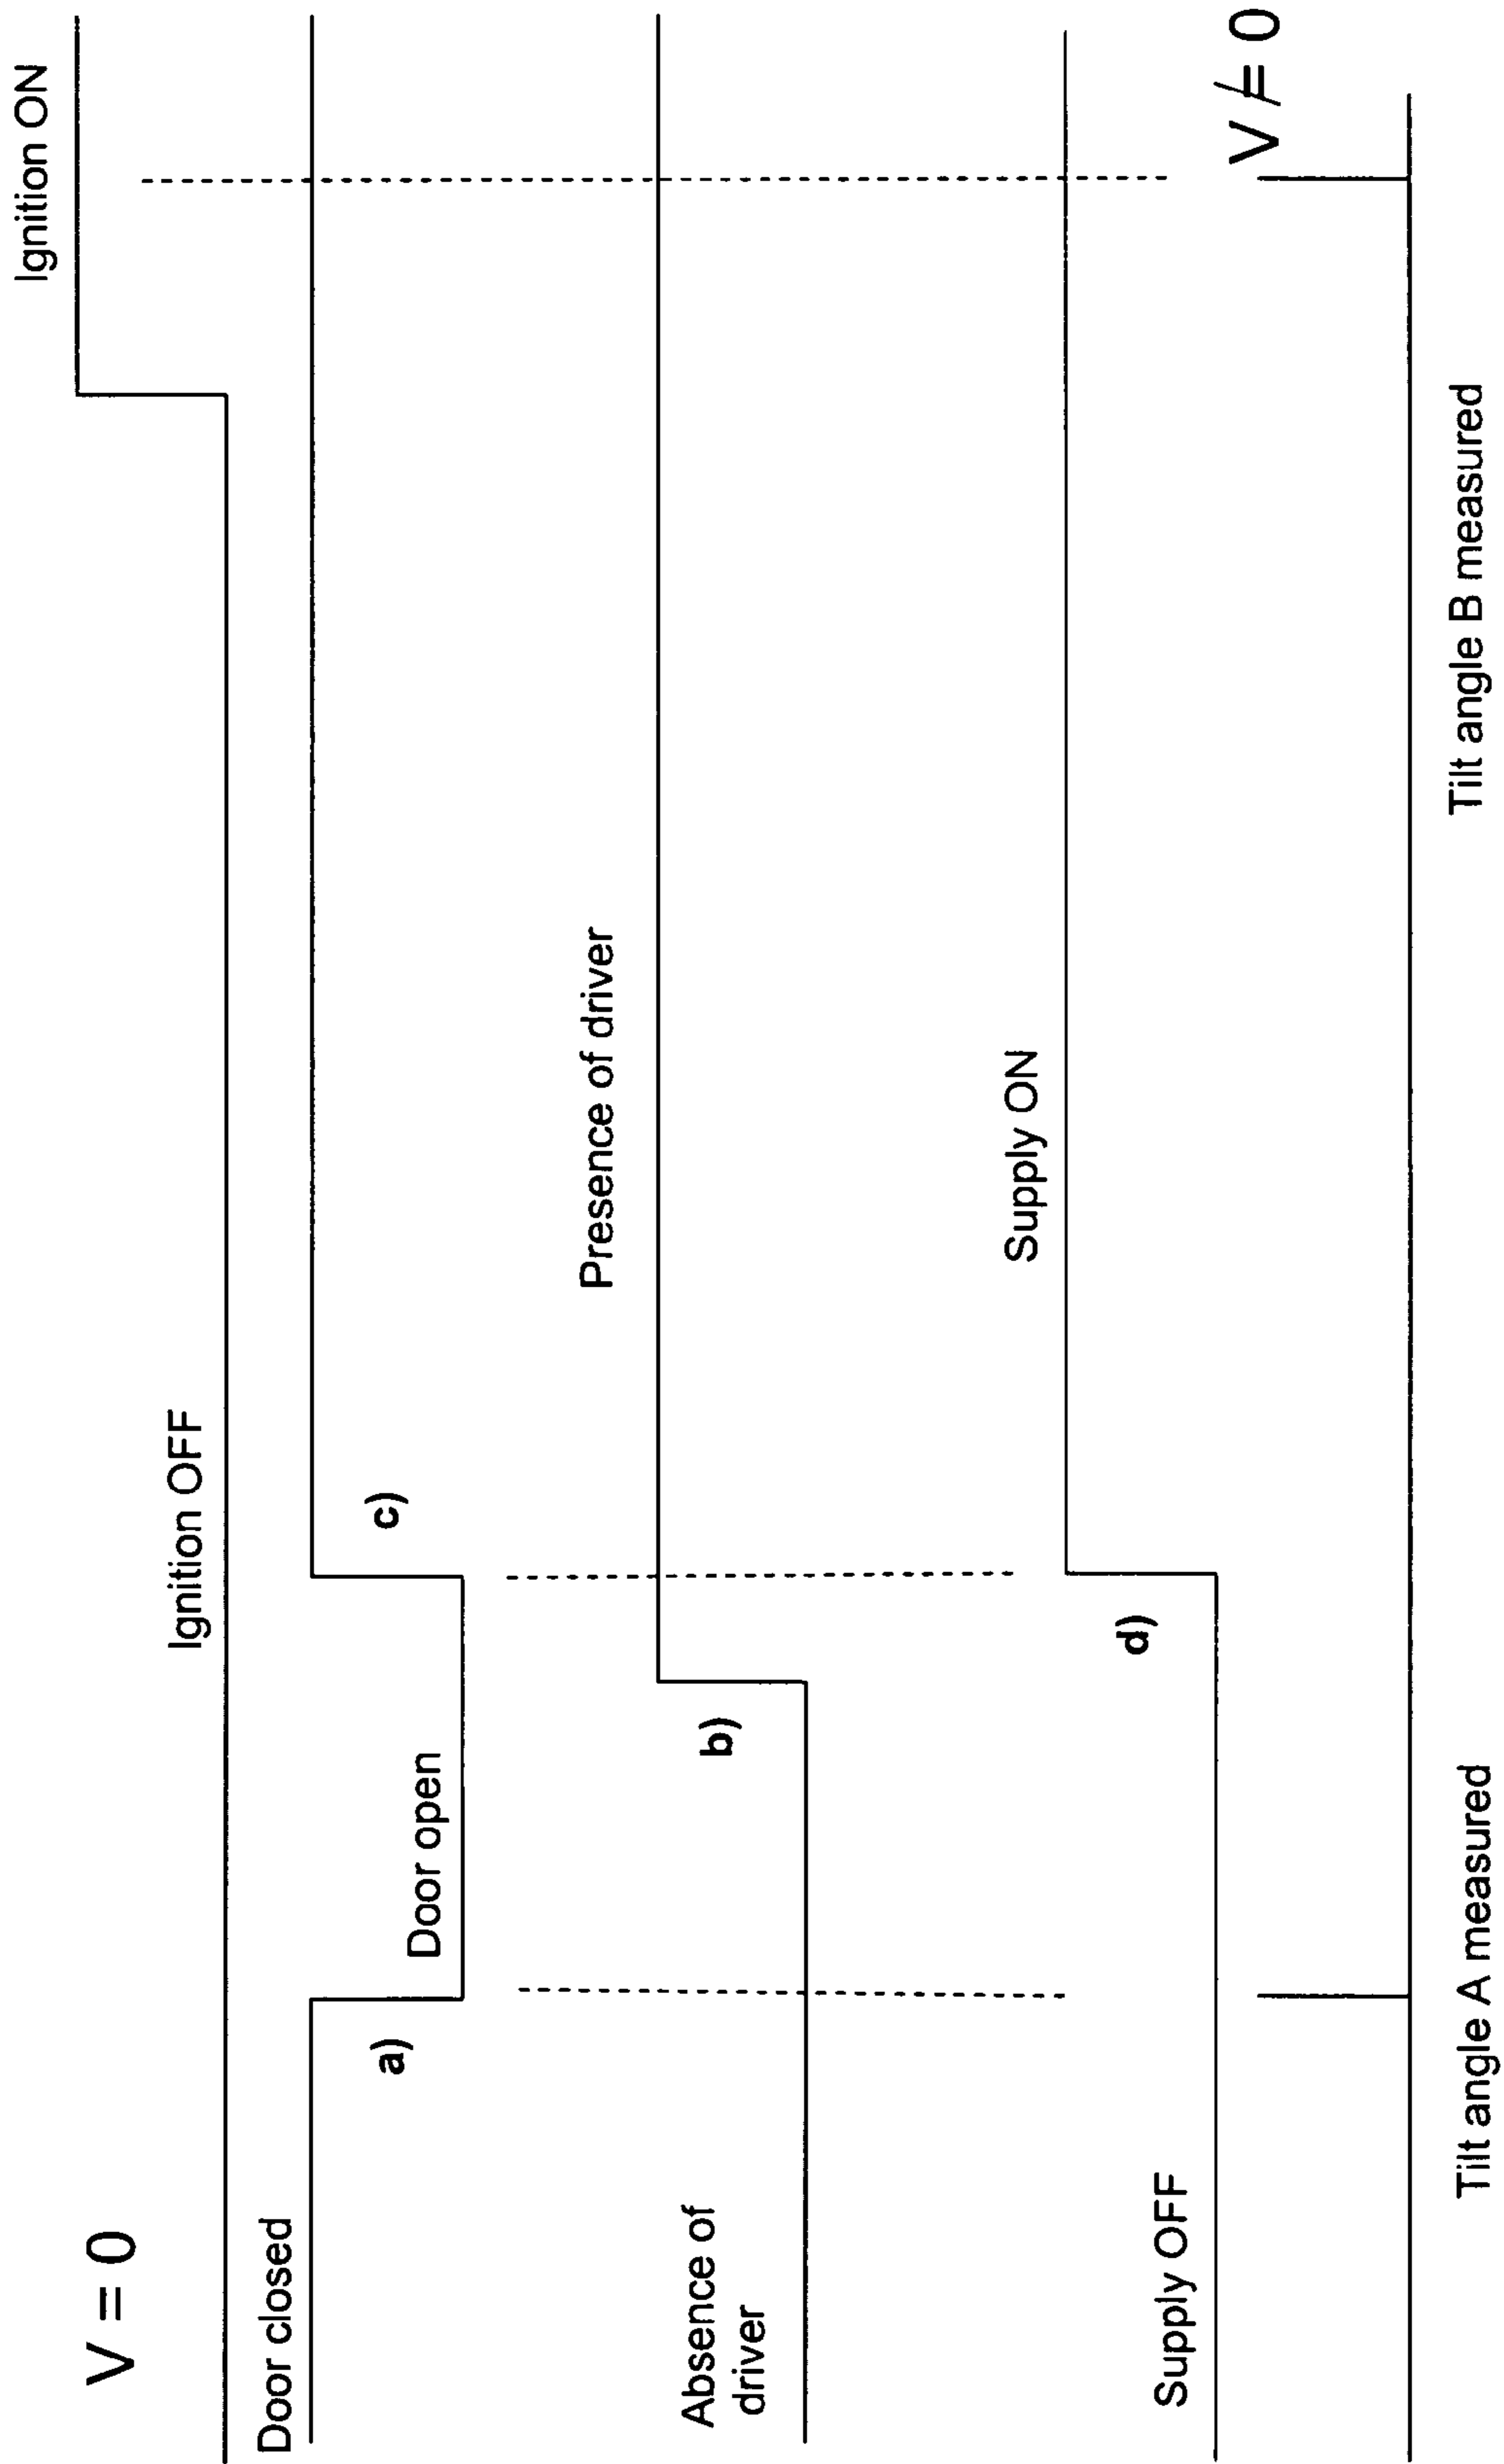 V = 0
Ignition OFF
Ignition ON
Door closed
a)
Door open
c)
Absence of
driver
b)
Presence of driver
Supply OFF
d)
Supply ON
V ≠ 0
Tilt angle A measured
Tilt angle B measured